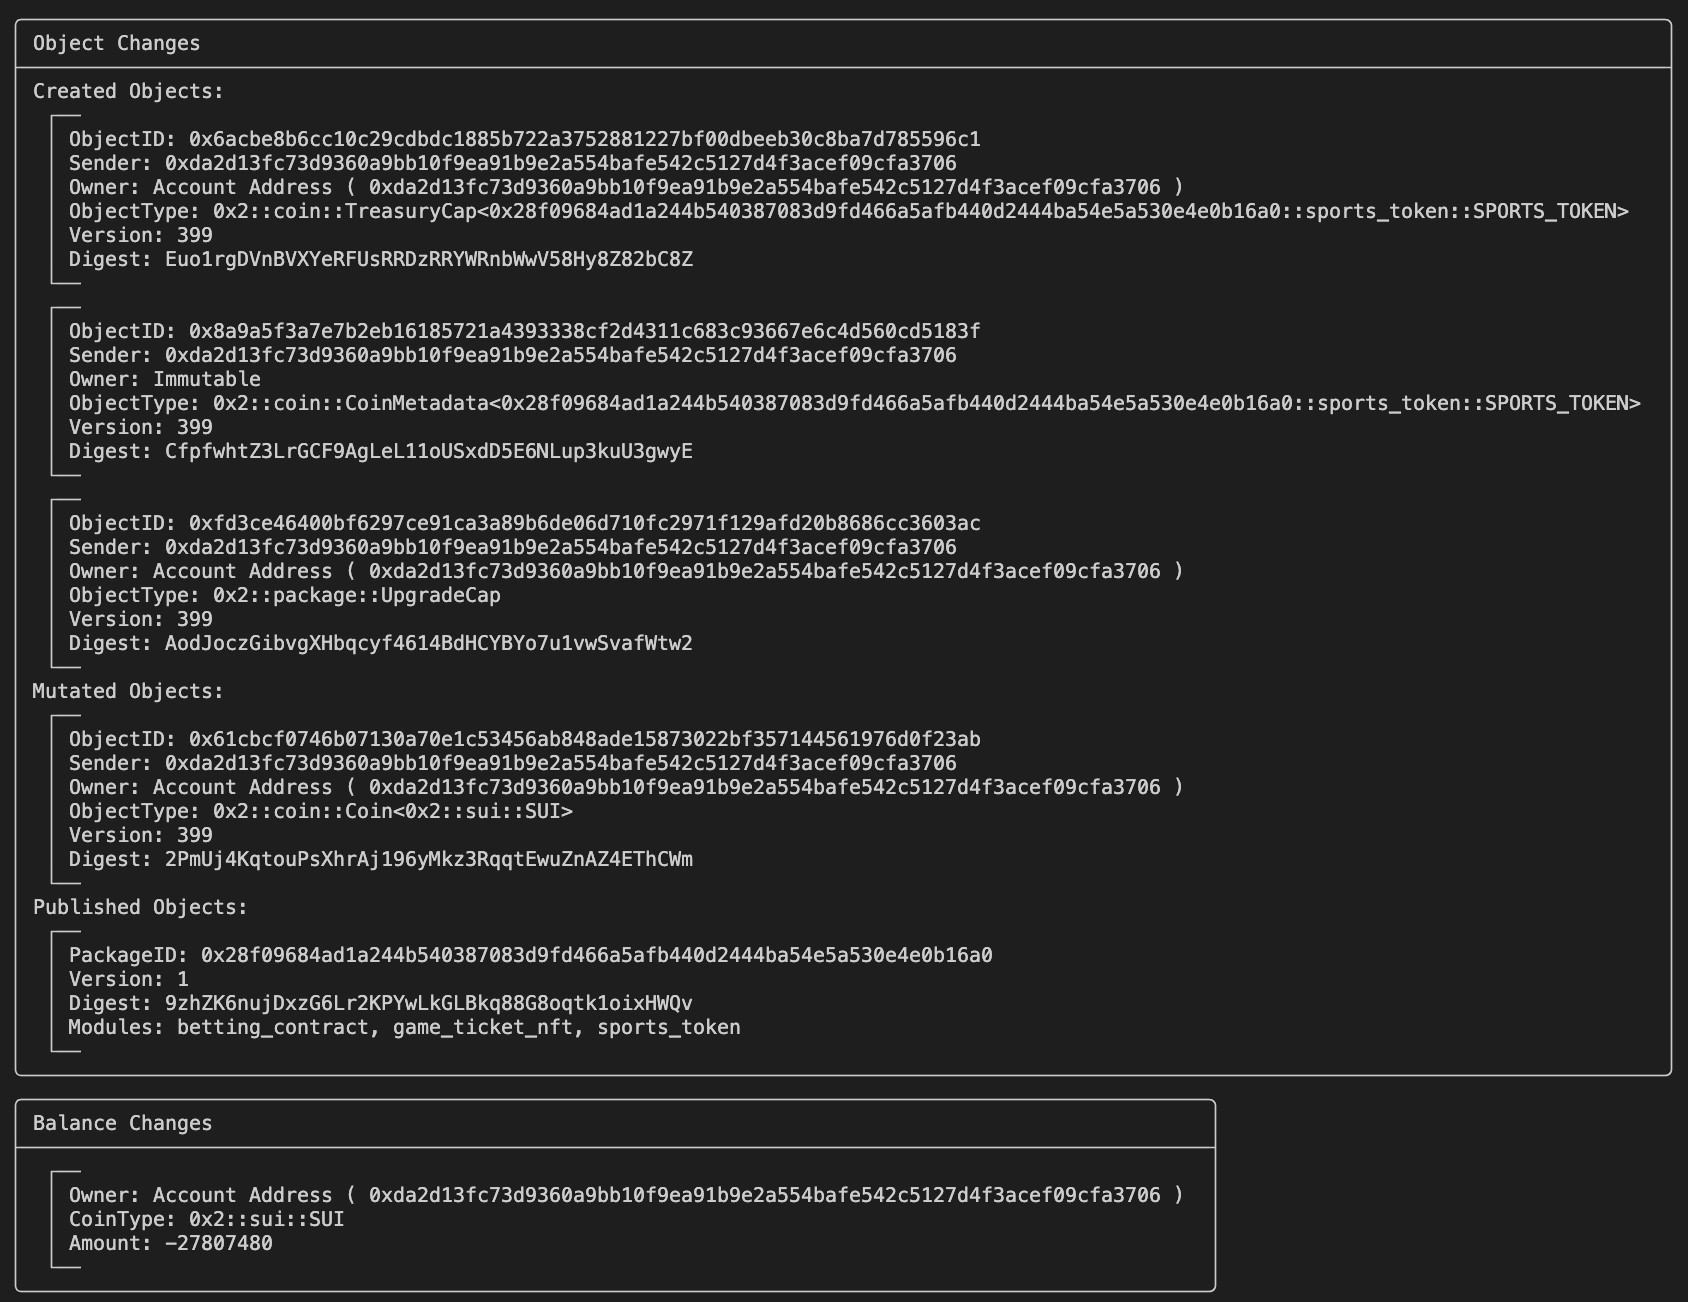 Object Changes
Created Objects:
ObjectID: 0x6acbe8b6cc10c29cdbdc1885b722a3752881227bf00dbeeb30c8ba7d785596c1
Sender: 0xda2d13fc73d9360a9bb10f9ea91b9e2a554bafe542c5127d4f3acef09cfa3706
Owner: Account Address ( 0xda2d13fc73d9360a9bb10f9ea91b9e2a554bafe542c5127d4f3acef09cfa3706 )
ObjectType: 0x2::coin::TreasuryCap<0x28f09684ad1a244b540387083d9fd466a5afb440d2444ba54e5a530e4e0b16a0::sports_token::SPORTS_TOKEN>
Version: 399
Digest: Euo1rgDVnBVXYeRFUsRRDzRRYWRnbWwV58Hy8Z82bC8Z
ObjectID: 0x8a9a5f3a7e7b2eb16185721a4393338cf2d4311c683c93667e6c4d560cd5183f
Sender: 0xda2d13fc73d9360a9bb10f9ea91b9e2a554bafe542c5127d4f3acef09cfa3706
Owner: Immutable
ObjectType: 0x2::coin::CoinMetadata<0x28f09684ad1a244b540387083d9fd466a5afb440d2444ba54e5a530e4e0b16a0::sports_token::SPORTS_TOKEN>
Version: 399
Digest: CfpfwhtZ3LrGCF9AgLeL11oUSxdD5E6NLup3kuU3gwyE
ObjectID: 0xfd3ce46400bf6297ce91ca3a89b6de06d710fc2971f129afd20b8686cc3603ac
Sender: 0xda2d13fc73d9360a9bb10f9ea91b9e2a554bafe542c5127d4f3acef09cfa3706
Owner: Account Address ( 0xda2d13fc73d9360a9bb10f9ea91b9e2a554bafe542c5127d4f3acef09cfa3706 )
ObjectType: 0x2::package::UpgradeCap
Version: 399
Digest: AodJoczGibvgXHbqcyf4614BdHCYBYo7u1vwSvafWtw2
Mutated Objects:
ObjectID: 0x61cbcf0746b07130a70e1c53456ab848ade15873022bf357144561976d0f23ab
Sender: 0xda2d13fc73d9360a9bb10f9ea91b9e2a554bafe542c5127d4f3acef09cfa3706
Owner: Account Address ( 0xda2d13fc73d9360a9bb10f9ea91b9e2a554bafe542c5127d4f3acef09cfa3706 )
ObjectType: 0x2::coin::Coin<0x2::sui::SUI>
Version: 399
Digest: 2PmUj4KqtouPsXhrAj196yMkz3RqqtEwuZnAZ4EThCWm
Published Objects:
PackageID: 0x28f09684ad1a244b540387083d9fd466a5afb440d2444ba54e5a530e4e0b16a0
Version: 1
Digest: 9zhZK6nujDxzG6Lr2KPYwLkGLBkq88G8oqtk1oixHWQv
Modules: betting_contract, game_ticket_nft, sports_token
Balance Changes
Owner: Account Address ( 0xda2d13fc73d9360a9bb10f9ea91b9e2a554bafe542c5127d4f3acef09cfa3706 )
CoinType: 0x2::sui::SUI
Amount: -27807480